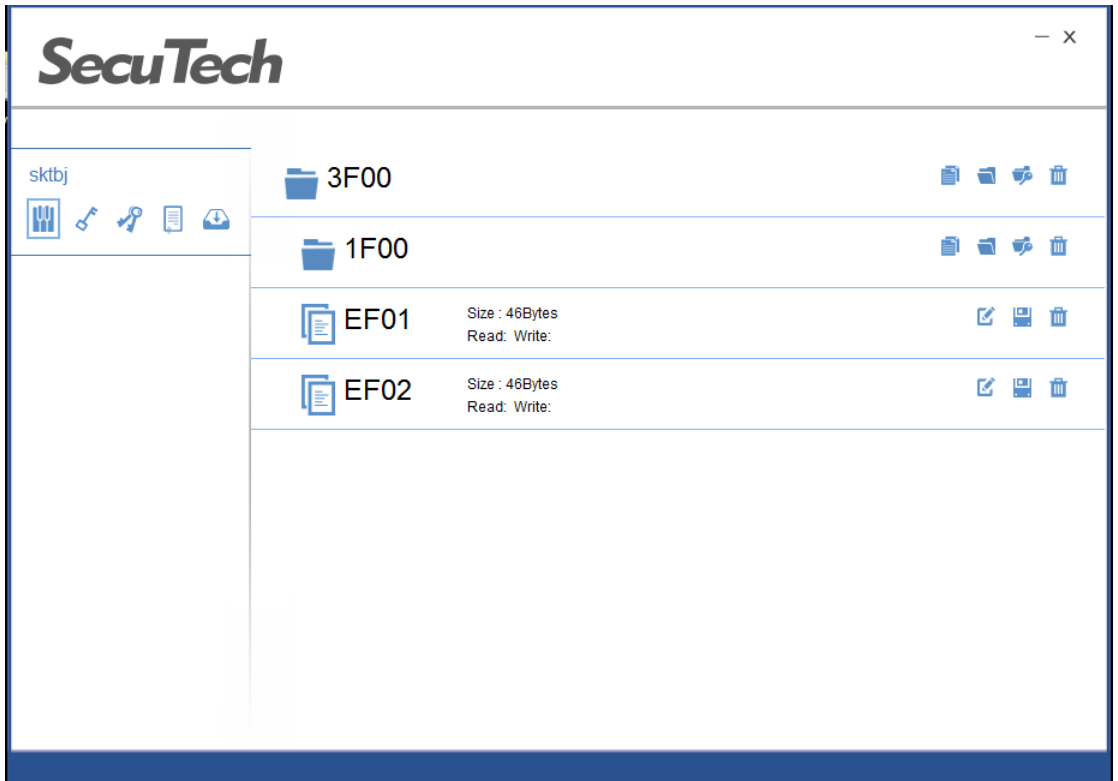 SecuTech
– x
sktbj
3F00
1F00
EF01
Size : 46Bytes
Read: Write:
EF02
Size : 46Bytes
Read: Write: